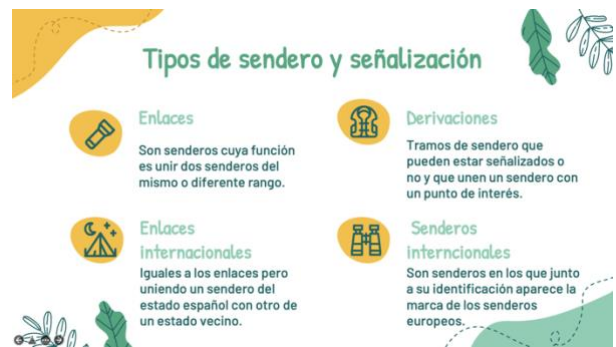 Tipos de sendero y señalización
Enlaces
Son senderos cuya función
es unir dos senderos del
mismo o diferente rango.
Derivaciones
Tramos de sendero que
pueden estar señalizados o
no y que unen un sendero con
un punto de interés.
Enlaces
internacionales
Iguales a los enlaces pero
uniendo un sendero del
estado español con otro de
un estado vecino.
Senderos
interncionales
Son senderos en los que junto
a su identificación aparece la
marca de los senderos
europeos.